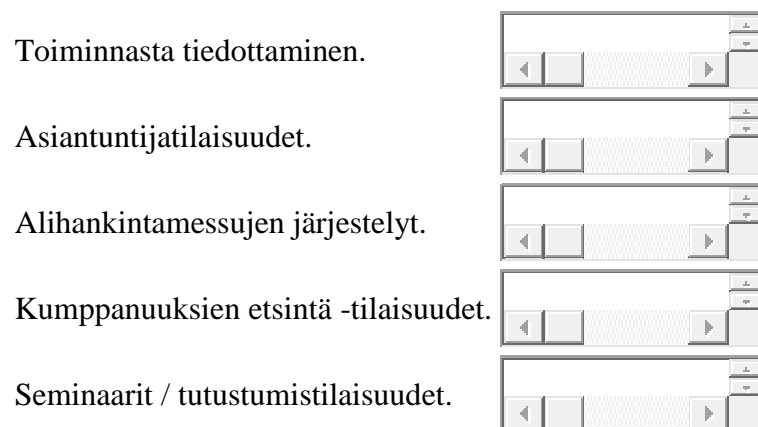 Toiminnasta tiedottaminen.
Asiantuntijatilaisuudet.
Alihankintamessujen järjestelyt.
Kumppanuuksien etsintä -tilaisuudet.
Seminaarit / tutustumistilaisuudet.